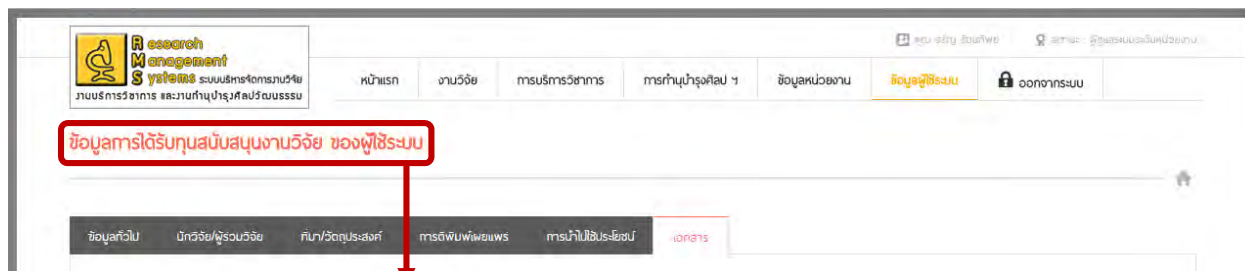 Research
Management
Systems ระบบบริหารจัดการงานวิจัย
งานบริการวิชาการ และงานทำนุบำรุงศิลปวัฒนธรรม
หน้าแรก งานวิจัย การบริการวิชาการ การทำนุบำรุงศิลป ฯ ข้อมูลหน่วยงาน ข้อมูลผู้ใช้ระบบ ออกจากระบบ
ข้อมูลการได้รับทุนสนับสนุนงานวิจัย ของผู้ใช้ระบบ
ข้อมูลทั่วไป นักวิจัย/ผู้ร่วมวิจัย ที่มา/วัตถุประสงค์ การตีพิมพ์เผยแพร่ การนำไปใช้ประโยชน์ เอกสาร